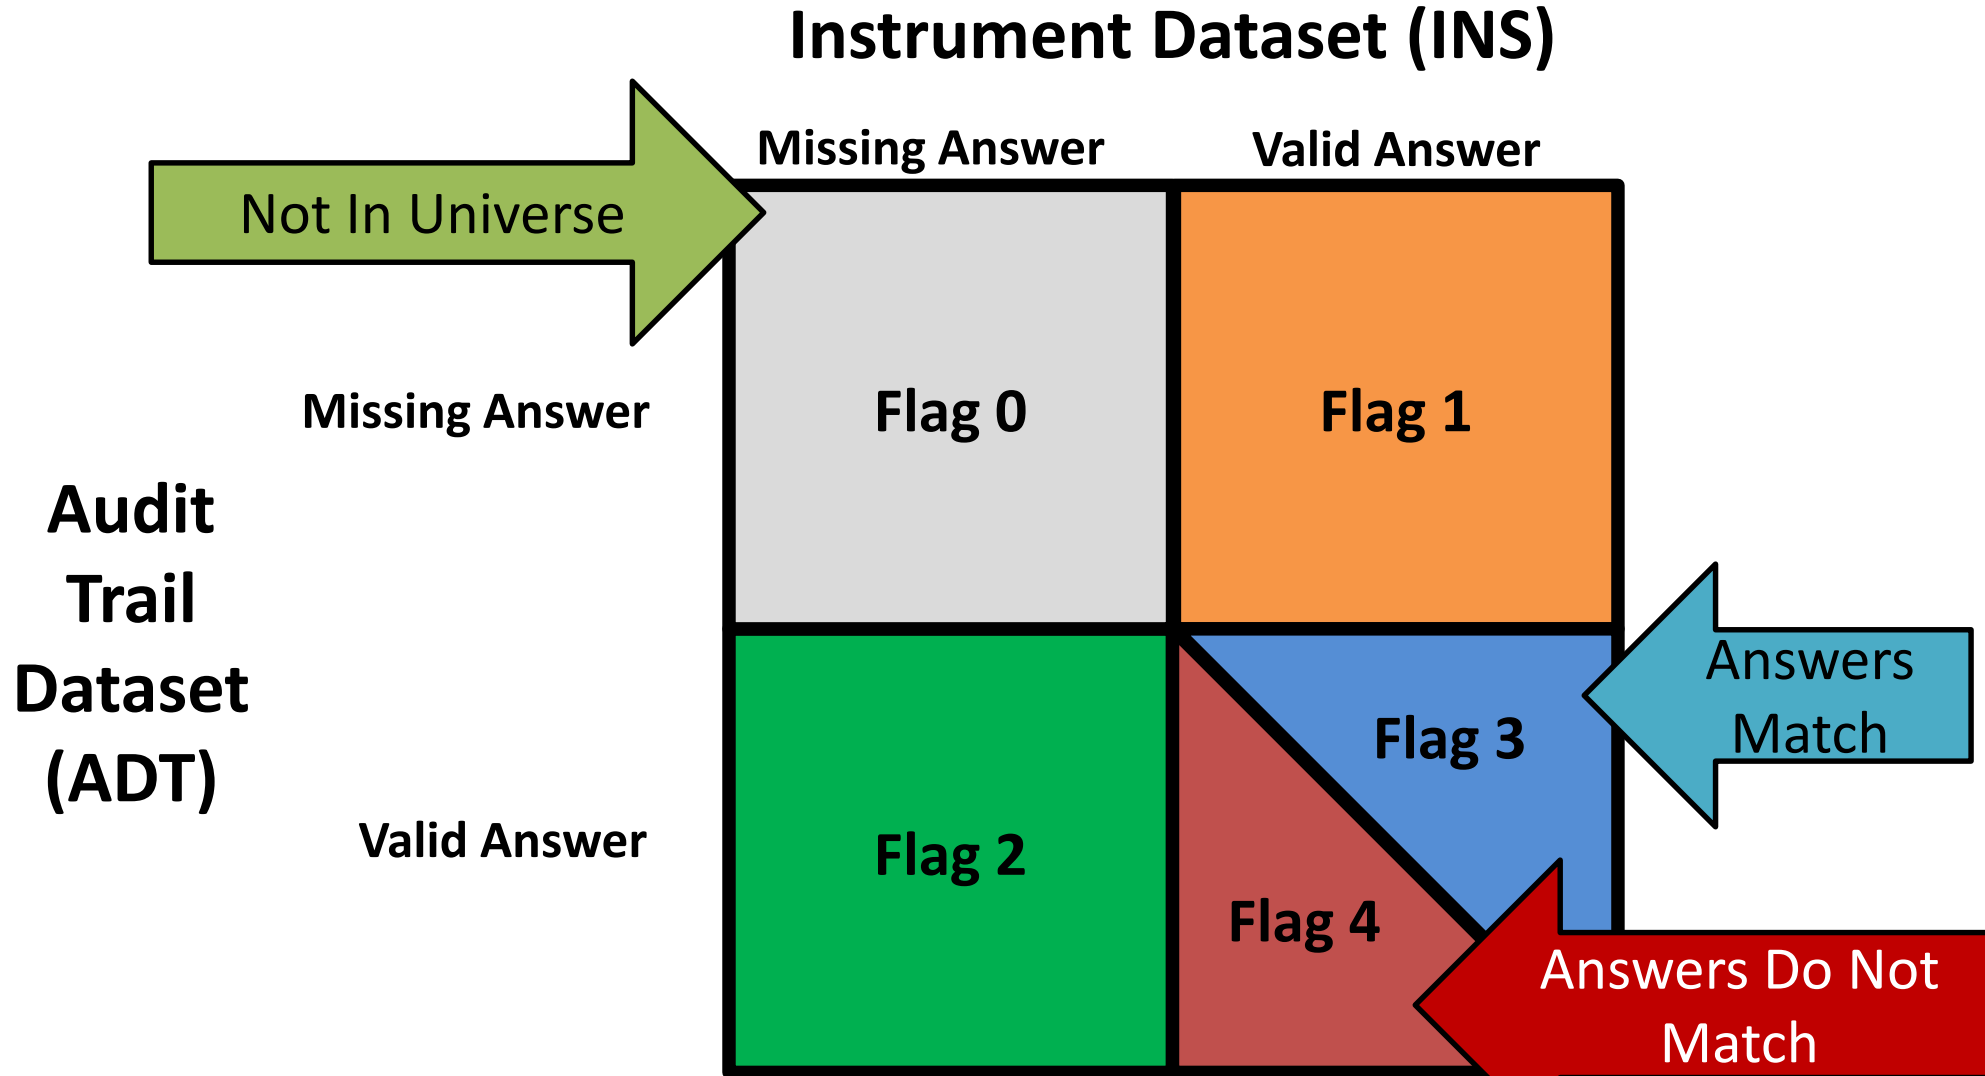 Instrument Dataset (INS)
Missing Answer
Valid Answer
Not In Universe
Missing Answer
Flag 0
Flag 1
Audit
Trail
Dataset
(ADT)
Answers
Match
Flag 3
Valid Answer
Flag 2
Flag 4
Answers Do Not
Match